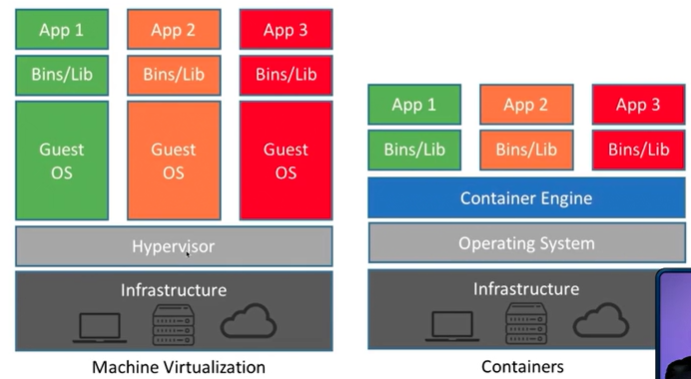 App 1
App 2
App 3
Bins/Lib
Bins/Lib
Bins/Lib
Guest
OS
Guest
OS
Guest
OS
Hypervisor
Infrastructure
Machine Virtualization
App 1
App 2
App 3
Bins/Lib
Bins/Lib
Bins/Lib
Container Engine
Operating System
Infrastructure
Containers